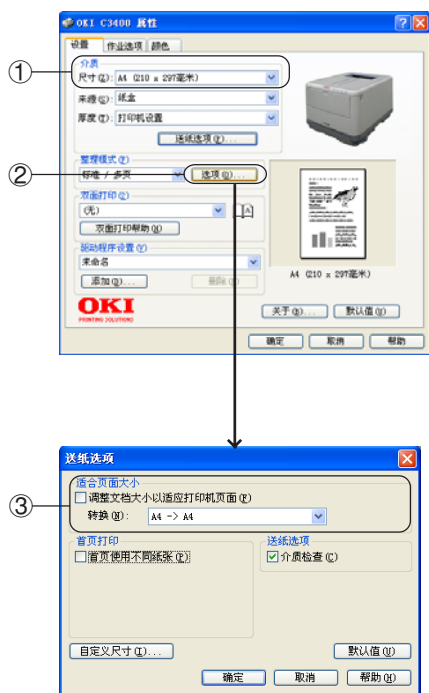 OKI C3400 属性
设置 作业选项 颜色
① 介质
尺寸(Z): A4 (210 x 297毫米)
来源(S): 纸盒
厚度(T): 打印机设置
送纸选项(P)...
整理模式(F)
② 标准 / 多页 选项(O)...
双面打印(2)
(无)
A
双面打印帮助(H)
驱动程序设置(V)
未命名
A4 (210 x 297毫米)
添加(D)... 删除(R)
OKI
PRINTING SOLUTIONS
关于(B)... 默认值(U)
确定 取消 帮助
送纸选项
③ 适合页面大小
调整文档大小以适应打印机页面(R)
转换(N): A4 -> A4
首页打印 送纸选项
首页使用不同纸张(P) 介质检查(C)
自定义尺寸(I)... 默认值(U)
确定 取消 帮助(H)